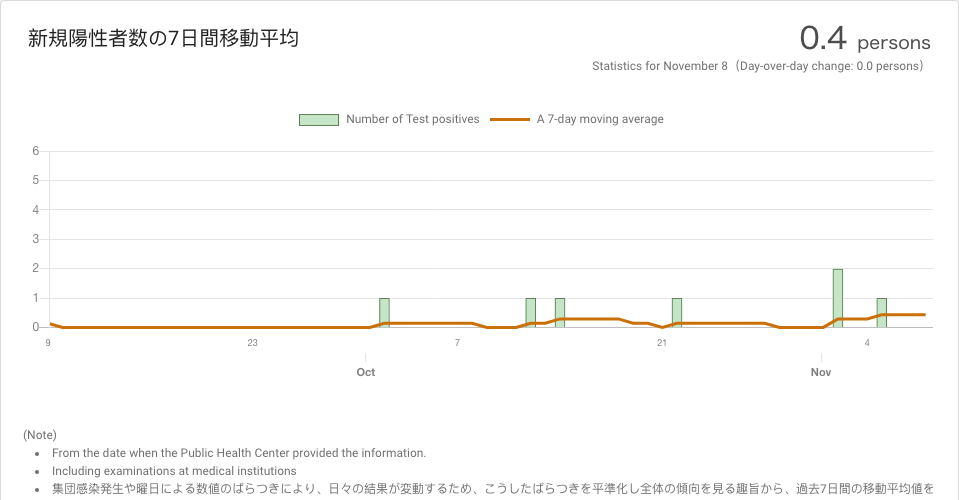 新規陽性者数の7日間移動平均
0.4 persons
Statistics for November 8（Day-over-day change: 0.0 persons）
Number of Test positives
A 7-day moving average
6
5
4
3
2
1
0
9 23 7 21 4
Oct Nov
(Note)
• From the date when the Public Health Center provided the information.
• Including examinations at medical institutions
• 集団感染発生や曜日による数値のばらつきにより、日々の結果が変動するため、こうしたばらつきを平準化し全体の傾向を見る趣旨から、過去7日間の移動平均値を